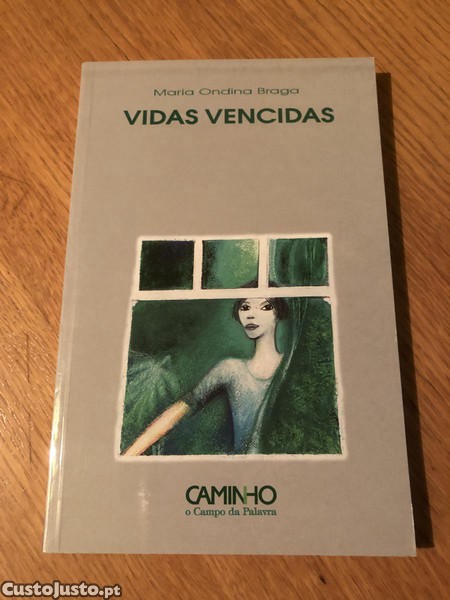 Maria Ondina Braga
VIDAS VENCIDAS
CAMINHO
o Campo da Palavra
CustoJusto.pt